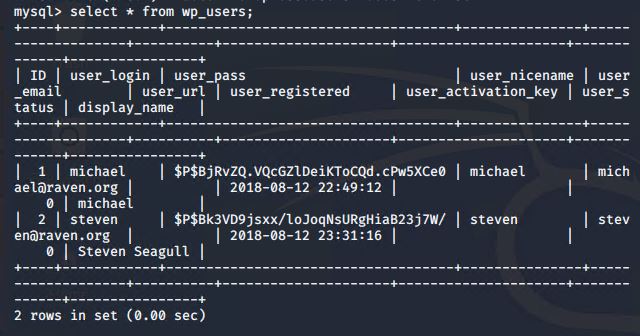 mysql> select * from wp_users;
+----+------------+------------------------------------+---------------+-----
--------------+----------+---------------------+---------------------+-------
------+----------------+
| ID | user_login | user_pass                          | user_nicename | user
_email        | user_url | user_registered     | user_activation_key | user_s
tatus | display_name   |
+----+------------+------------------------------------+---------------+-----
--------------+----------+---------------------+---------------------+-------
------+----------------+
|  1 | michael    | $P$BjRvZQ.VQcGZlDeiKToCQd.cPw5XCe0 | michael       | mich
ael@raven.org |          | 2018-08-12 22:49:12 |                     |
    0 | michael        |
|  2 | steven     | $P$Bk3VD9jsxx/loJoqNsURgHiaB23j7W/ | steven        | stev
en@raven.org  |          | 2018-08-12 23:31:16 |                     |
    0 | Steven Seagull |
+----+------------+------------------------------------+---------------+-----
--------------+----------+---------------------+---------------------+-------
------+----------------+
2 rows in set (0.00 sec)